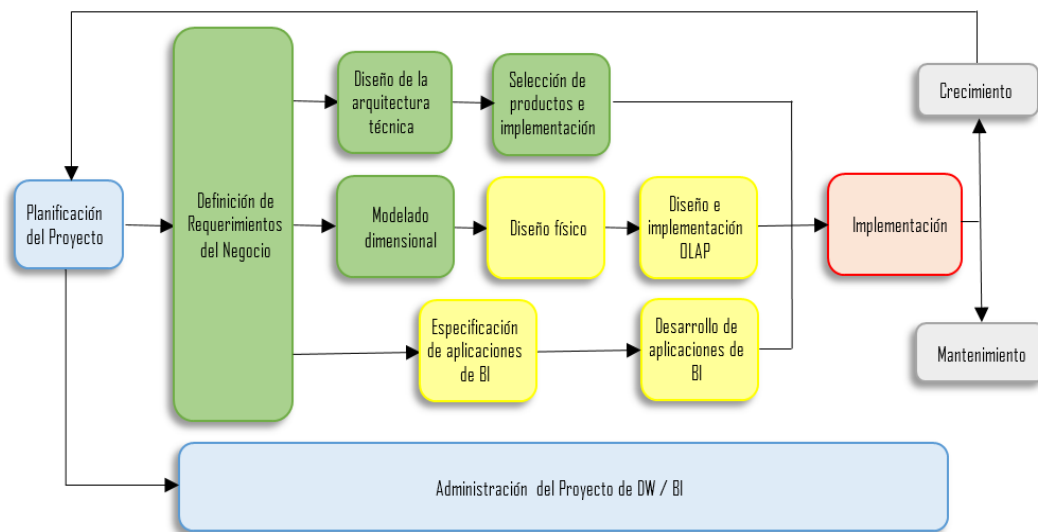 Diseño de la
arquitectura
técnica
Selección de
productos e
implementación
Crecimiento
Planificación
del Proyecto
Definición de
Requerimientos
del Negocio
Modelado
dimensional
Diseño físico
Diseño e
implementación
OLAP
Implementación
Especificación
de aplicaciones
de BI
Desarrollo de
aplicaciones de
BI
Mantenimiento
Administración del Proyecto de DW / BI